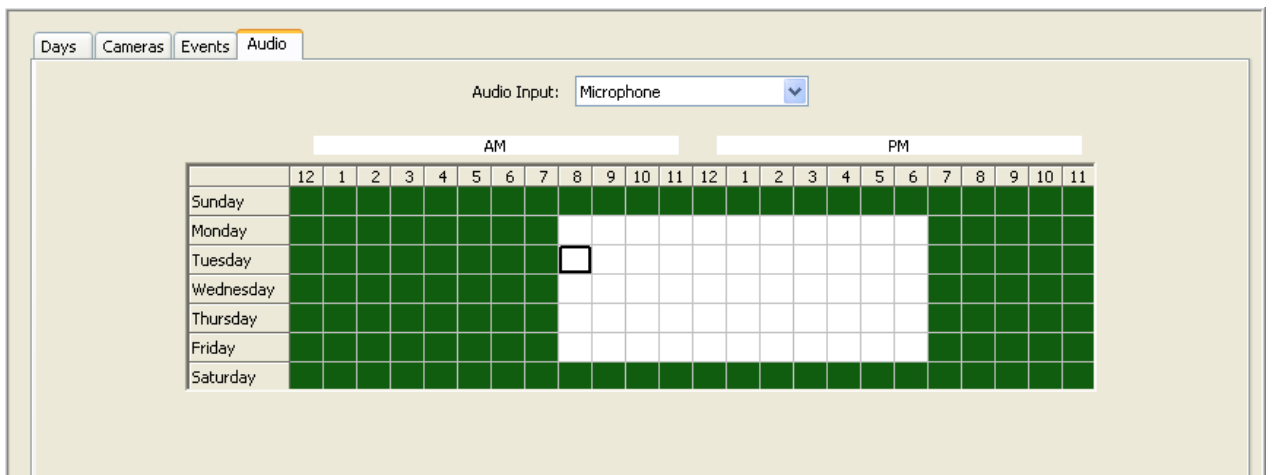 Days Cameras Events Audio
Audio Input: Microphone
AM PM
12 1 2 3 4 5 6 7 8 9 10 11 12 1 2 3 4 5 6 7 8 9 10 11
Sunday
Monday
Tuesday
Wednesday
Thursday
Friday
Saturday